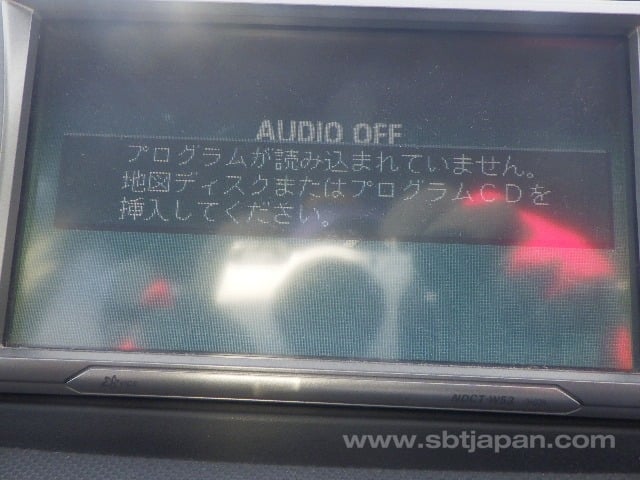 AUDIO OFF
プログラムが読み込まれていません。
地図ディスクまたはプログラムCDを
挿入してください。
NDCT-W53
www.sbtjapan.com